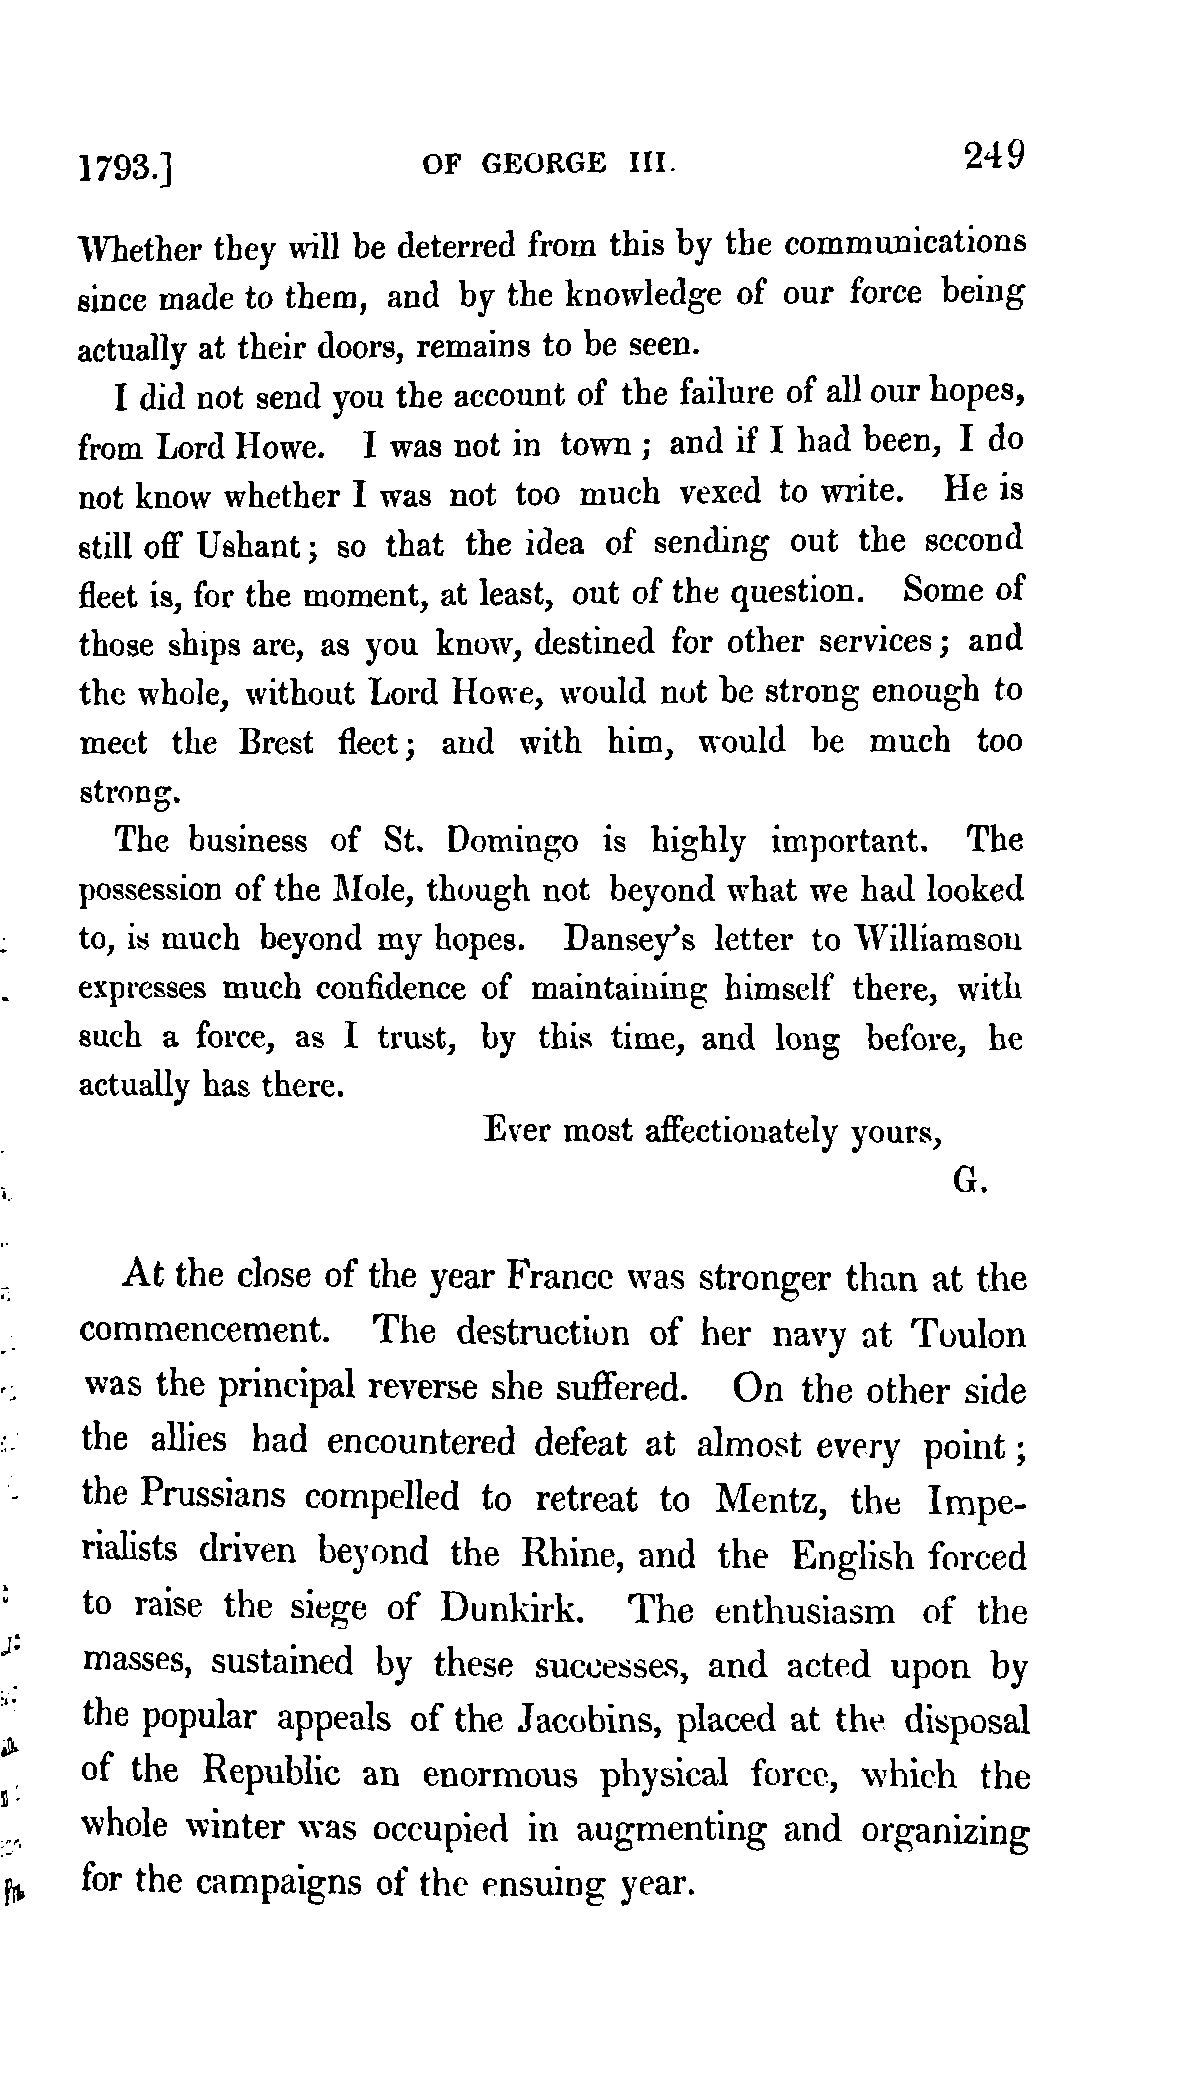 1793.] OF GEORGE III. 249
Whether they will be deterred from this by the communications
since made to them, and by the knowledge of our force being
actually at their doors, remains to be seen.
I did not send you the account of the failure of all our hopes,
from Lord Howe. I was not in town; and if I had been, I do
not know whether I was not too much vexed to write. He is
still off Ushant; so that the idea of sending out the second
fleet is, for the moment, at least, out of the question. Some of
those ships are, as you know, destined for other services; and
the whole, without Lord Howe, would not be strong enough to
meet the Brest fleet; and with him, would be much too
strong.
The business of St. Domingo is highly important. The
possession of the Mole, though not beyond what we had looked
to, is much beyond my hopes. Dansey's letter to Williamson
expresses much confidence of maintaining himself there, with
such a force, as I trust, by this time, and long before, he
actually has there.
Ever most affectionately yours,
G.
At the close of the year France was stronger than at the
commencement. The destruction of her navy at Toulon
was the principal reverse she suffered. On the other side
the allies had encountered defeat at almost every point;
the Prussians compelled to retreat to Mentz, the Impe-
rialists driven beyond the Rhine, and the English forced
to raise the siege of Dunkirk. The enthusiasm of the
masses, sustained by these successes, and acted upon by
the popular appeals of the Jacobins, placed at the disposal
of the Republic an enormous physical force, which the
whole winter was occupied in augmenting and organizing
for the campaigns of the ensuing year.